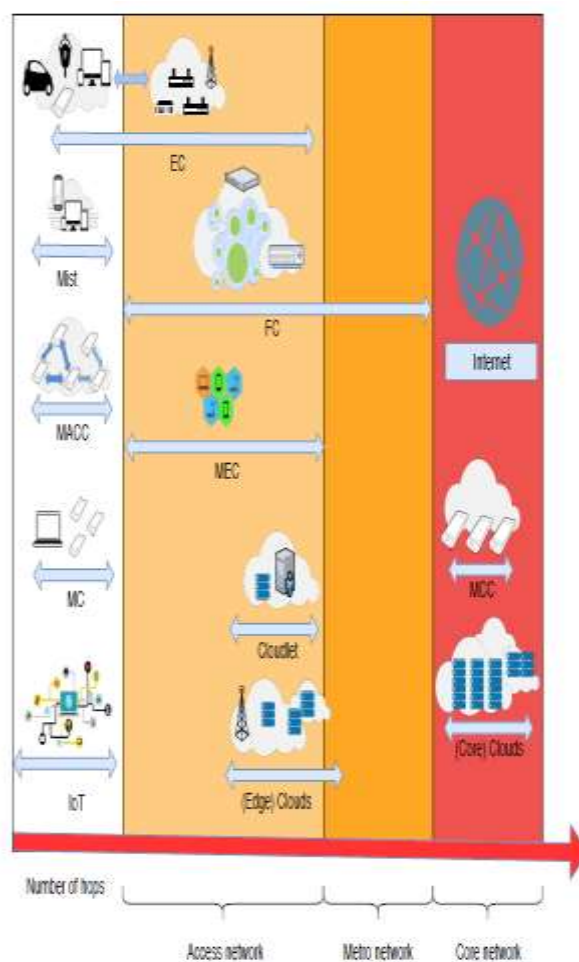 EC
Mist
FC
Internet
MACC
MEC
MC
MCC
Cloudlet
(Core) Clouds
IoT
(Edge) Clouds
Number of hops
Access network
Metro network
Core network